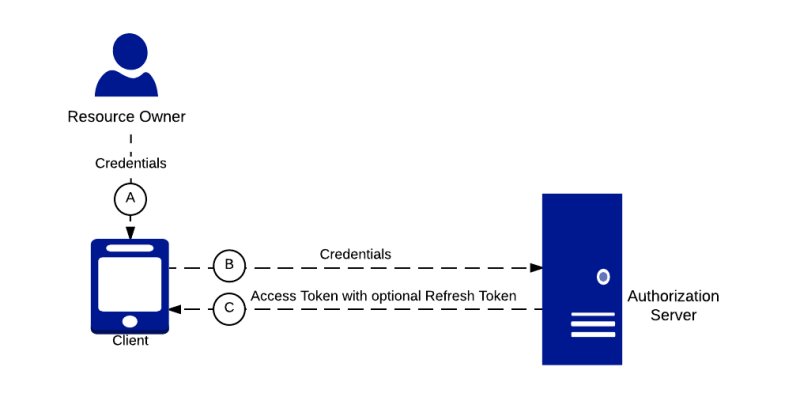 Resource Owner
Credentials
A
B
Credentials
C
Access Token with optional Refresh Token
Authorization
Server
Client